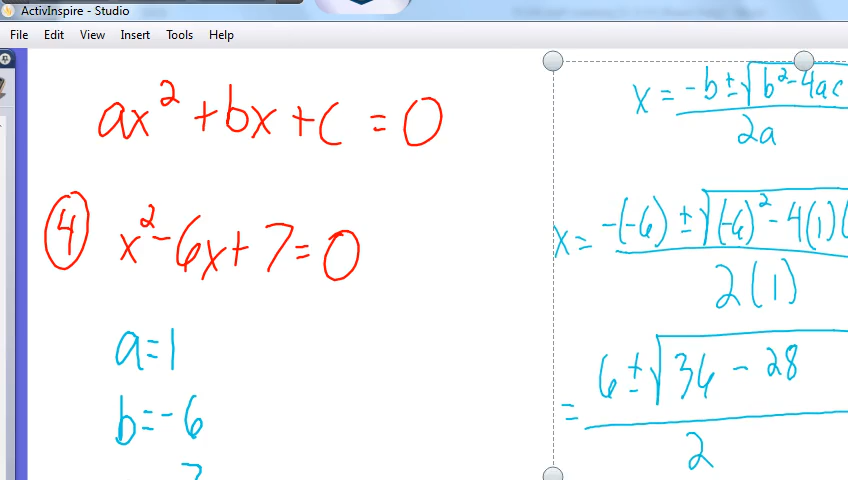 ActivInspire - Studio
File Edit View Insert Tools Help
ax² + bx + c = 0
④ x² - 6x + 7 = 0
a = 1
b = -6
7
x = -b ± √b² - 4ac
2a
x = -(-6) ± √(-6)² - 4(1)(
2(1)
= 6 ± √36 - 28
2